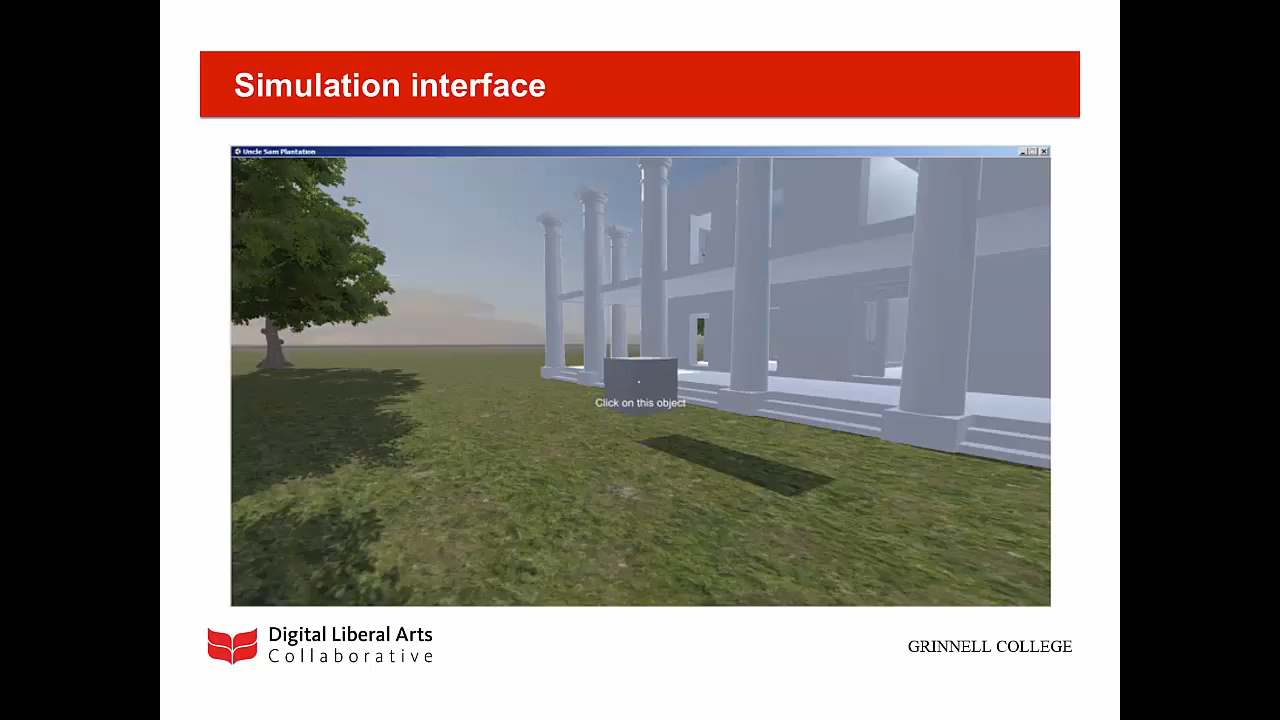 Simulation interface
Uncle Sam Plantation
Click on this object
Digital Liberal Arts
Collaborative
GRINNELL COLLEGE